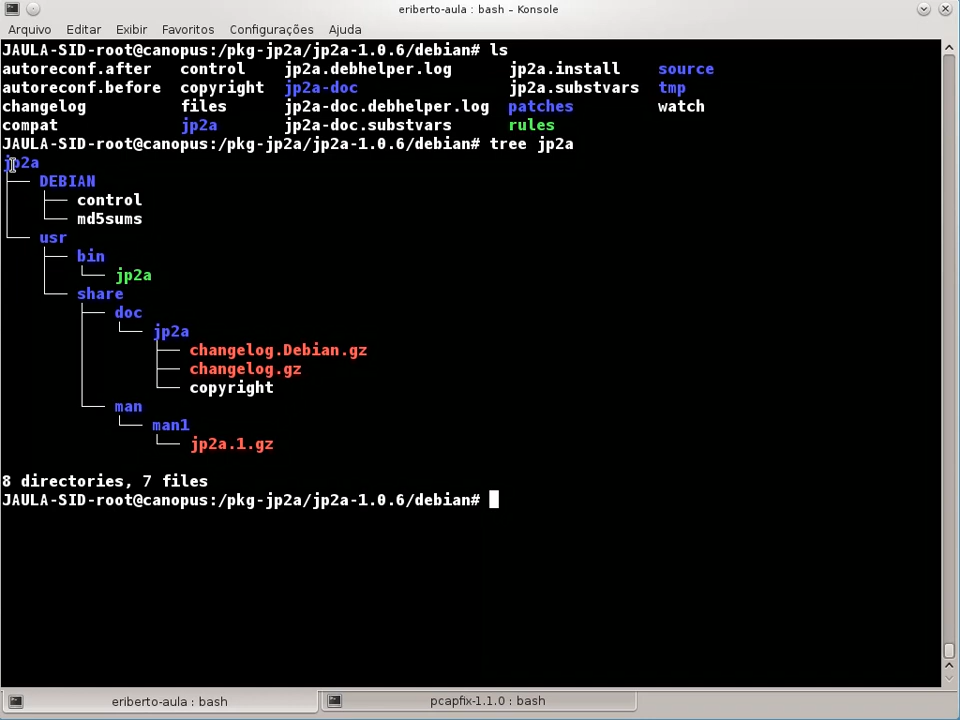 eriberto-aula : bash – Konsole
Arquivo Editar Exibir Favoritos Configurações Ajuda
JAULA-SID-root@canopus:/pkg-jp2a/jp2a-1.0.6/debian# ls
autoreconf.after control jp2a.debhelper.log jp2a.install source
autoreconf.before copyright jp2a-doc jp2a.substvars tmp
changelog files jp2a-doc.debhelper.log patches watch
compat jp2a jp2a-doc.substvars rules
JAULA-SID-root@canopus:/pkg-jp2a/jp2a-1.0.6/debian# tree jp2a
jp2a
├── DEBIAN
│   ├── control
│   └── md5sums
└── usr
    ├── bin
    │   └── jp2a
    └── share
        ├── doc
        │   └── jp2a
        │       ├── changelog.Debian.gz
        │       ├── changelog.gz
        │       └── copyright
        └── man
            └── man1
                └── jp2a.1.gz
8 directories, 7 files
JAULA-SID-root@canopus:/pkg-jp2a/jp2a-1.0.6/debian#
eriberto-aula : bash pcapfix-1.1.0 : bash